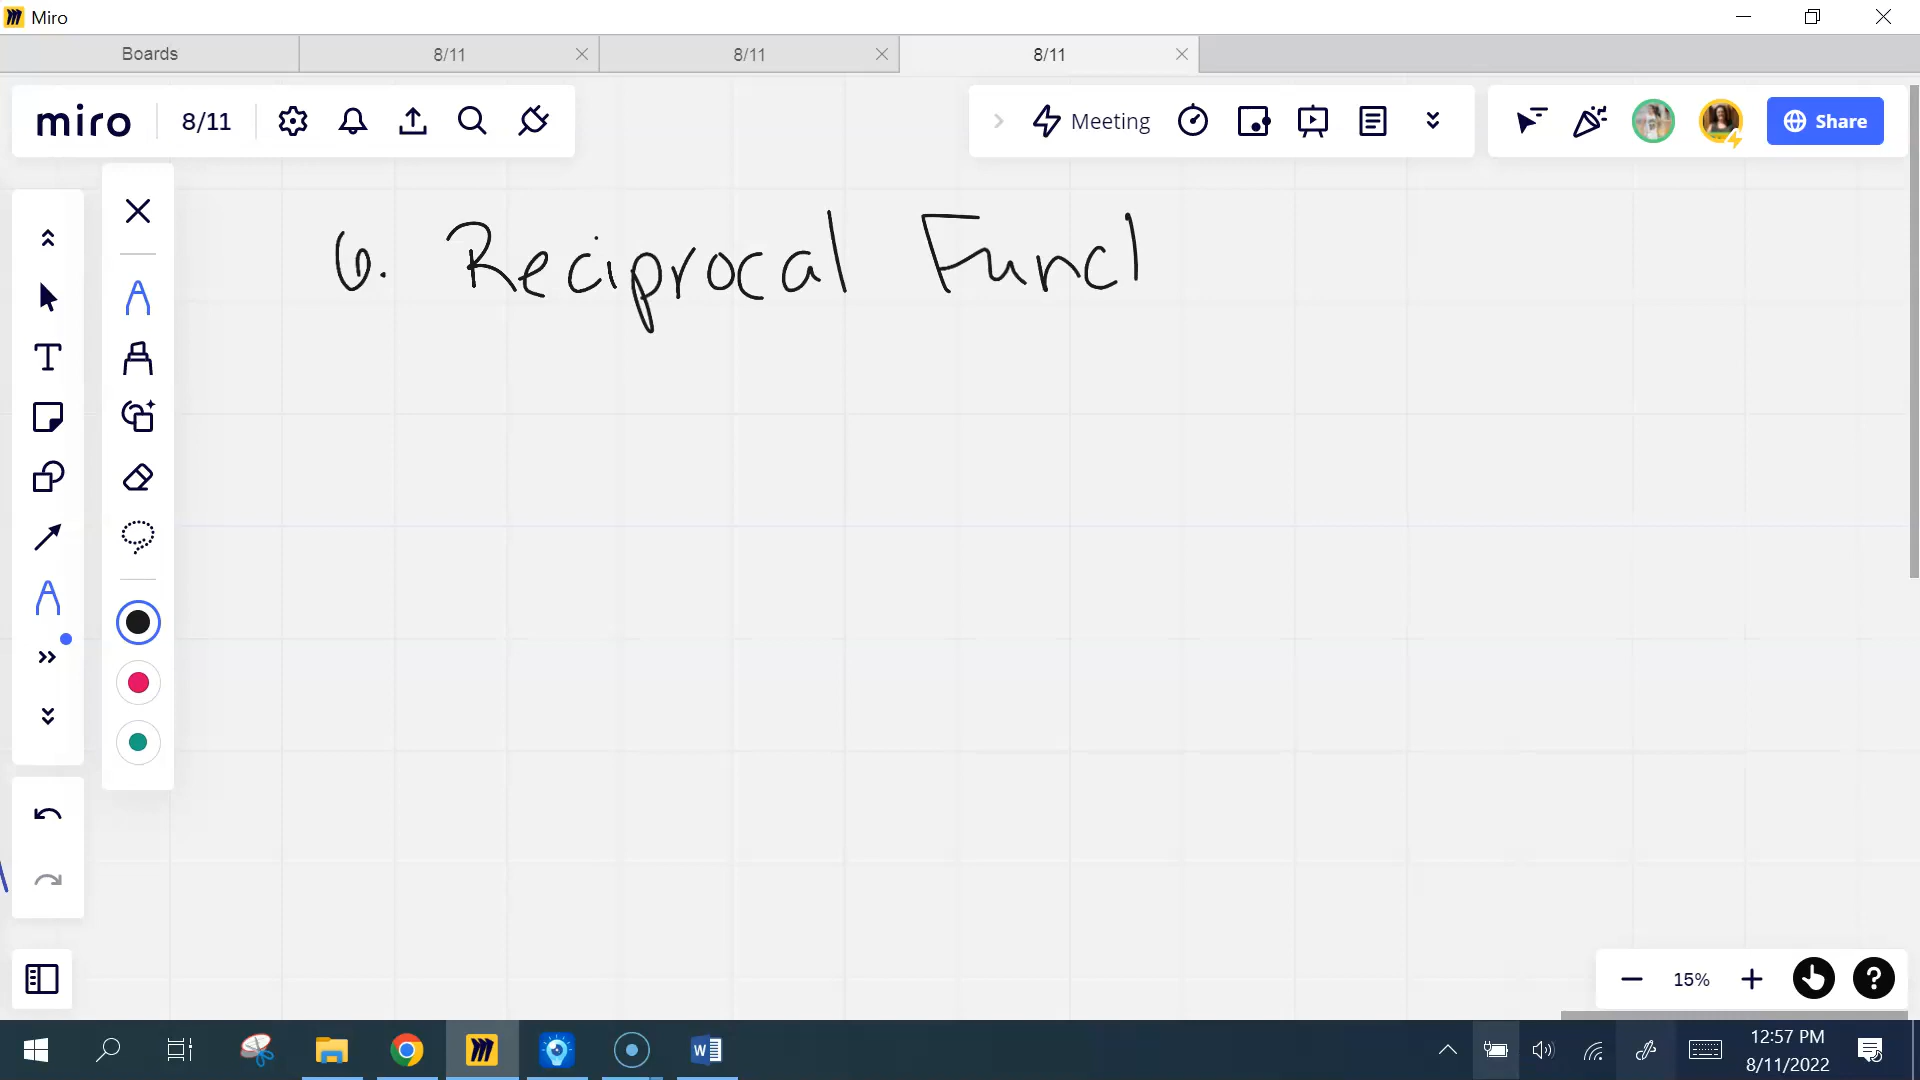 Miro
Boards 8/11 8/11 8/11
miro 8/11 Meeting Share
6. Reciprocal Funcl
15%
12:57 PM
8/11/2022